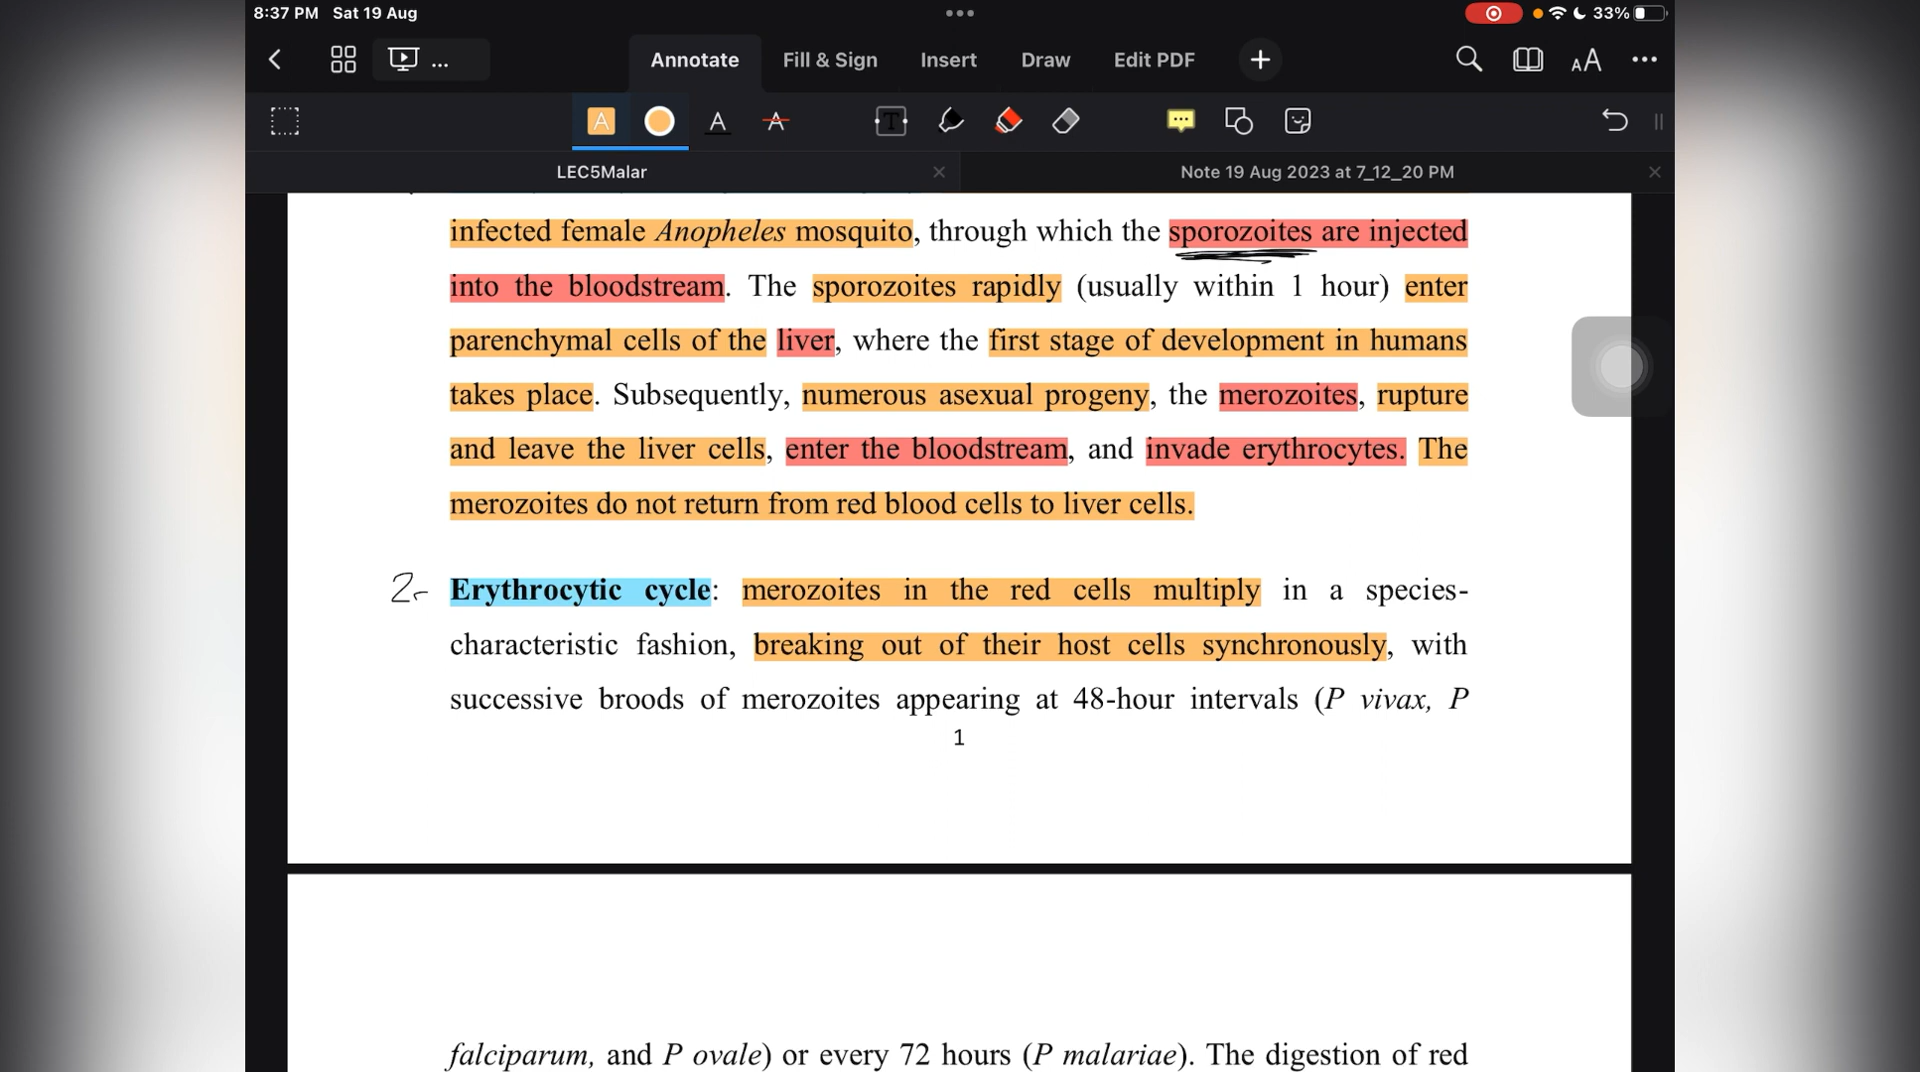 8:37 PM Sat 19 Aug
33%
...
Annotate
Fill & Sign
Insert
Draw
Edit PDF
AA
A
A
A
T
LEC5Malar
Note 19 Aug 2023 at 7_12_20 PM
infected female Anopheles mosquito, through which the sporozoites are injected
into the bloodstream. The sporozoites rapidly (usually within 1 hour) enter
parenchymal cells of the liver, where the first stage of development in humans
takes place. Subsequently, numerous asexual progeny, the merozoites, rupture
and leave the liver cells, enter the bloodstream, and invade erythrocytes. The
merozoites do not return from red blood cells to liver cells.
2- Erythrocytic cycle: merozoites in the red cells multiply in a species-
characteristic fashion, breaking out of their host cells synchronously, with
successive broods of merozoites appearing at 48-hour intervals (P vivax, P
1
falciparum, and P ovale) or every 72 hours (P malariae). The digestion of red